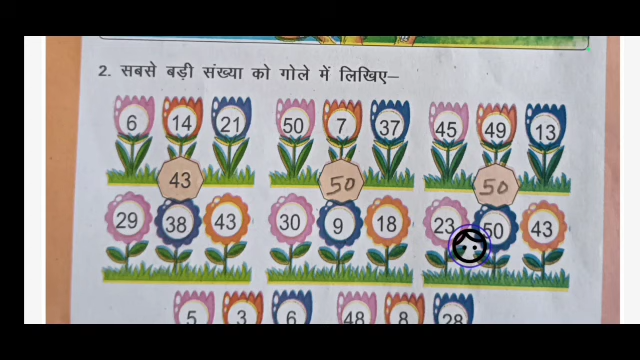 2. सबसे बड़ी संख्या को गोले में लिखिए–
6 14 21 50 7 37 45 49 13
43 50 50
29 38 43 30 9 18 23 50 43
5 3 6 48 8 28